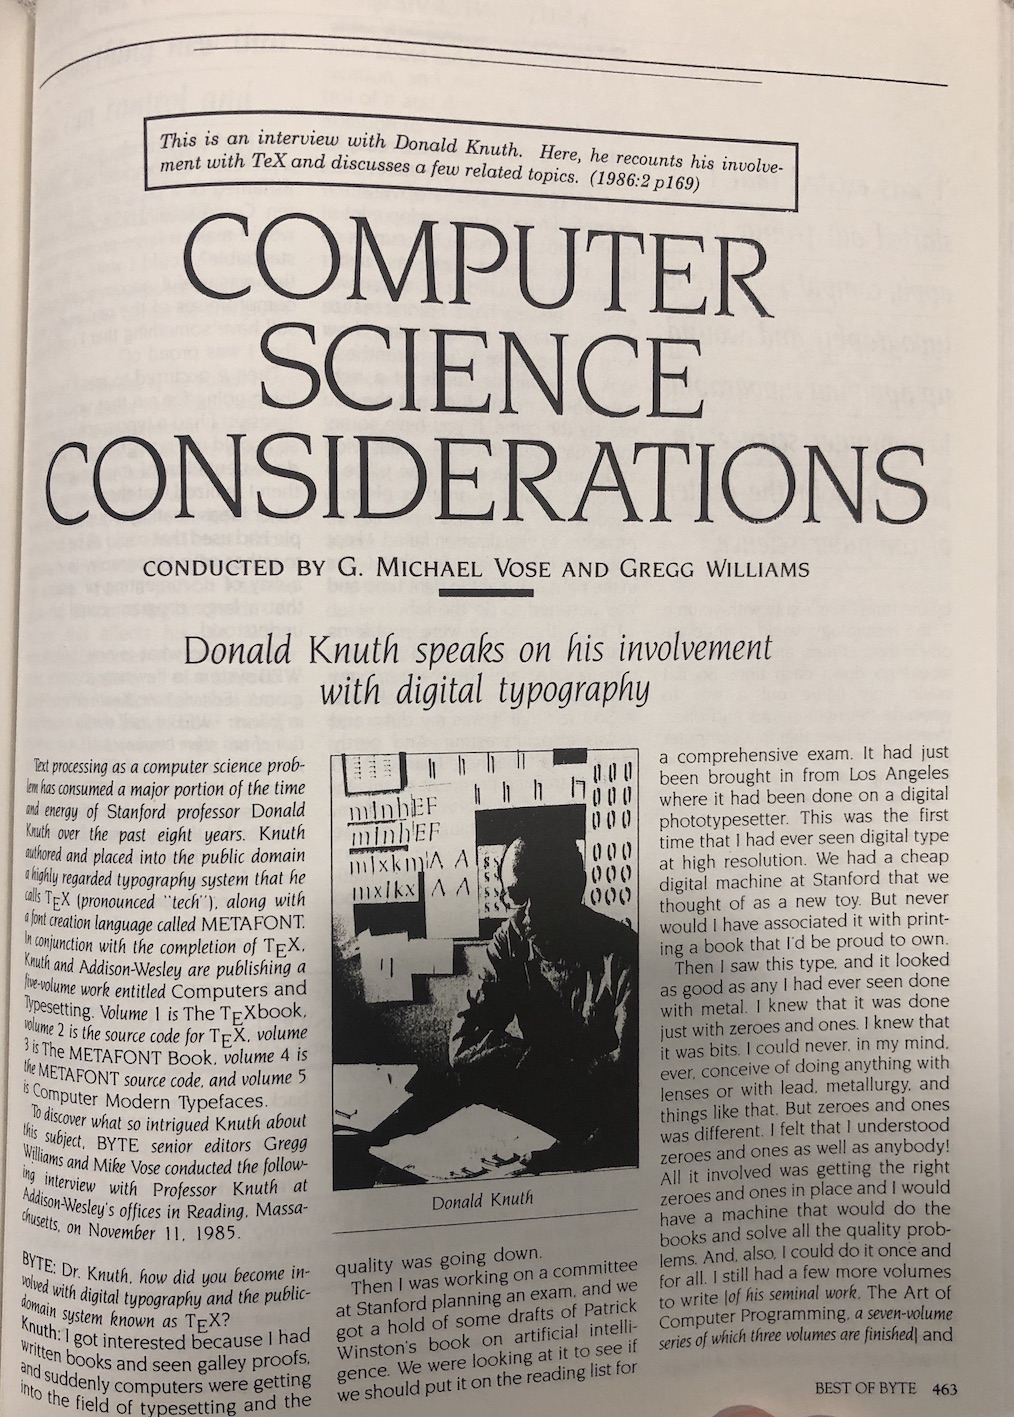 This is an interview with Donald Knuth. Here, he recounts his involve-
ment with TeX and discusses a few related topics. (1986:2 p169)
COMPUTER
SCIENCE
CONSIDERATIONS
CONDUCTED BY G. MICHAEL VOSE AND GREGG WILLIAMS
Donald Knuth speaks on his involvement
with digital typography
Text processing as a computer science prob-
lem has consumed a major portion of the time
and energy of Stanford professor Donald
Knuth over the past eight years. Knuth
authored and placed into the public domain
a highly regarded typography system that he
calls TEX (pronounced "tech"), along with
a font creation language called METAFONT.
In conjunction with the completion of TEX,
Knuth and Addison-Wesley are publishing a
five-volume work entitled Computers and
Typesetting. Volume 1 is The TEXbook,
volume 2 is the source code for TEX, volume
3 is The METAFONT Book, volume 4 is
the METAFONT source code, and volume 5
is Computer Modern Typefaces.
To discover what so intrigued Knuth about
this subject, BYTE senior editors Gregg
Williams and Mike Vose conducted the follow-
ing interview with Professor Knuth at
Addison-Wesley's offices in Reading, Massa-
chusetts, on November 11, 1985.
BYTE: Dr. Knuth, how did you become in-
volved with digital typography and the public-
domain system known as TEX?
Knuth: I got interested because I had
written books and seen galley proofs,
and suddenly computers were getting
into the field of typesetting and the
mInhEF
mInhEF
mlxkm A A
mxlkx A A
Donald Knuth
quality was going down.
Then I was working on a committee
at Stanford planning an exam, and we
got a hold of some drafts of Patrick
Winston's book on artificial intelli-
gence. We were looking at it to see if
we should put it on the reading list for
a comprehensive exam. It had just
been brought in from Los Angeles
where it had been done on a digital
phototypesetter. This was the first
time that I had ever seen digital type
at high resolution. We had a cheap
digital machine at Stanford that we
thought of as a new toy. But never
would I have associated it with print-
ing a book that I'd be proud to own.
Then I saw this type, and it looked
as good as any I had ever seen done
with metal. I knew that it was done
just with zeroes and ones. I knew that
it was bits. I could never, in my mind,
ever, conceive of doing anything with
lenses or with lead, metallurgy, and
things like that. But zeroes and ones
was different. I felt that I understood
zeroes and ones as well as anybody!
All it involved was getting the right
zeroes and ones in place and I would
have a machine that would do the
books and solve all the quality prob-
lems. And, also, I could do it once and
for all. I still had a few more volumes
to write [of his seminal work, The Art of
Computer Programming, a seven-volume
series of which three volumes are finished] and
BEST OF BYTE 463